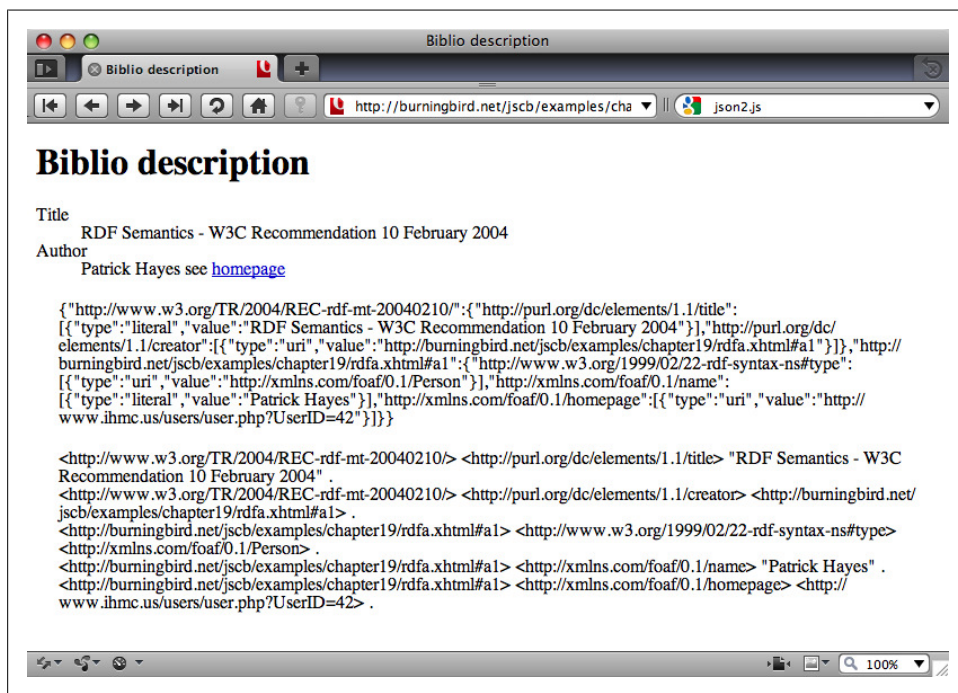 Biblio description
Biblio description
http://burningbird.net/jscb/examples/cha
json2.js
Biblio description
Title
RDF Semantics - W3C Recommendation 10 February 2004
Author
Patrick Hayes see homepage
{"http://www.w3.org/TR/2004/REC-rdf-mt-20040210/":{"http://purl.org/dc/elements/1.1/title":
[{"type":"literal","value":"RDF Semantics - W3C Recommendation 10 February 2004"}],"http://purl.org/dc/
elements/1.1/creator":[{"type":"uri","value":"http://burningbird.net/jscb/examples/chapter19/rdfa.xhtml#a1"}]},"http://
burningbird.net/jscb/examples/chapter19/rdfa.xhtml#a1":{"http://www.w3.org/1999/02/22-rdf-syntax-ns#type":
[{"type":"uri","value":"http://xmlns.com/foaf/0.1/Person"}],"http://xmlns.com/foaf/0.1/name":
[{"type":"literal","value":"Patrick Hayes"}],"http://xmlns.com/foaf/0.1/homepage":[{"type":"uri","value":"http://
www.ihmc.us/users/user.php?UserID=42"}]}}
<http://www.w3.org/TR/2004/REC-rdf-mt-20040210/> <http://purl.org/dc/elements/1.1/title> "RDF Semantics - W3C
Recommendation 10 February 2004" .
<http://www.w3.org/TR/2004/REC-rdf-mt-20040210/> <http://purl.org/dc/elements/1.1/creator> <http://burningbird.net/
jscb/examples/chapter19/rdfa.xhtml#a1> .
<http://burningbird.net/jscb/examples/chapter19/rdfa.xhtml#a1> <http://www.w3.org/1999/02/22-rdf-syntax-ns#type>
<http://xmlns.com/foaf/0.1/Person> .
<http://burningbird.net/jscb/examples/chapter19/rdfa.xhtml#a1> <http://xmlns.com/foaf/0.1/name> "Patrick Hayes" .
<http://burningbird.net/jscb/examples/chapter19/rdfa.xhtml#a1> <http://xmlns.com/foaf/0.1/homepage> <http://
www.ihmc.us/users/user.php?UserID=42> .
100%